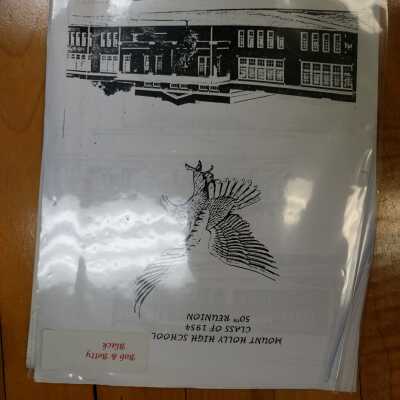 MOUNT HOLLY HIGH SCHOOL
CLASS OF 1954
50TH REUNION
Bob & Betty
Black